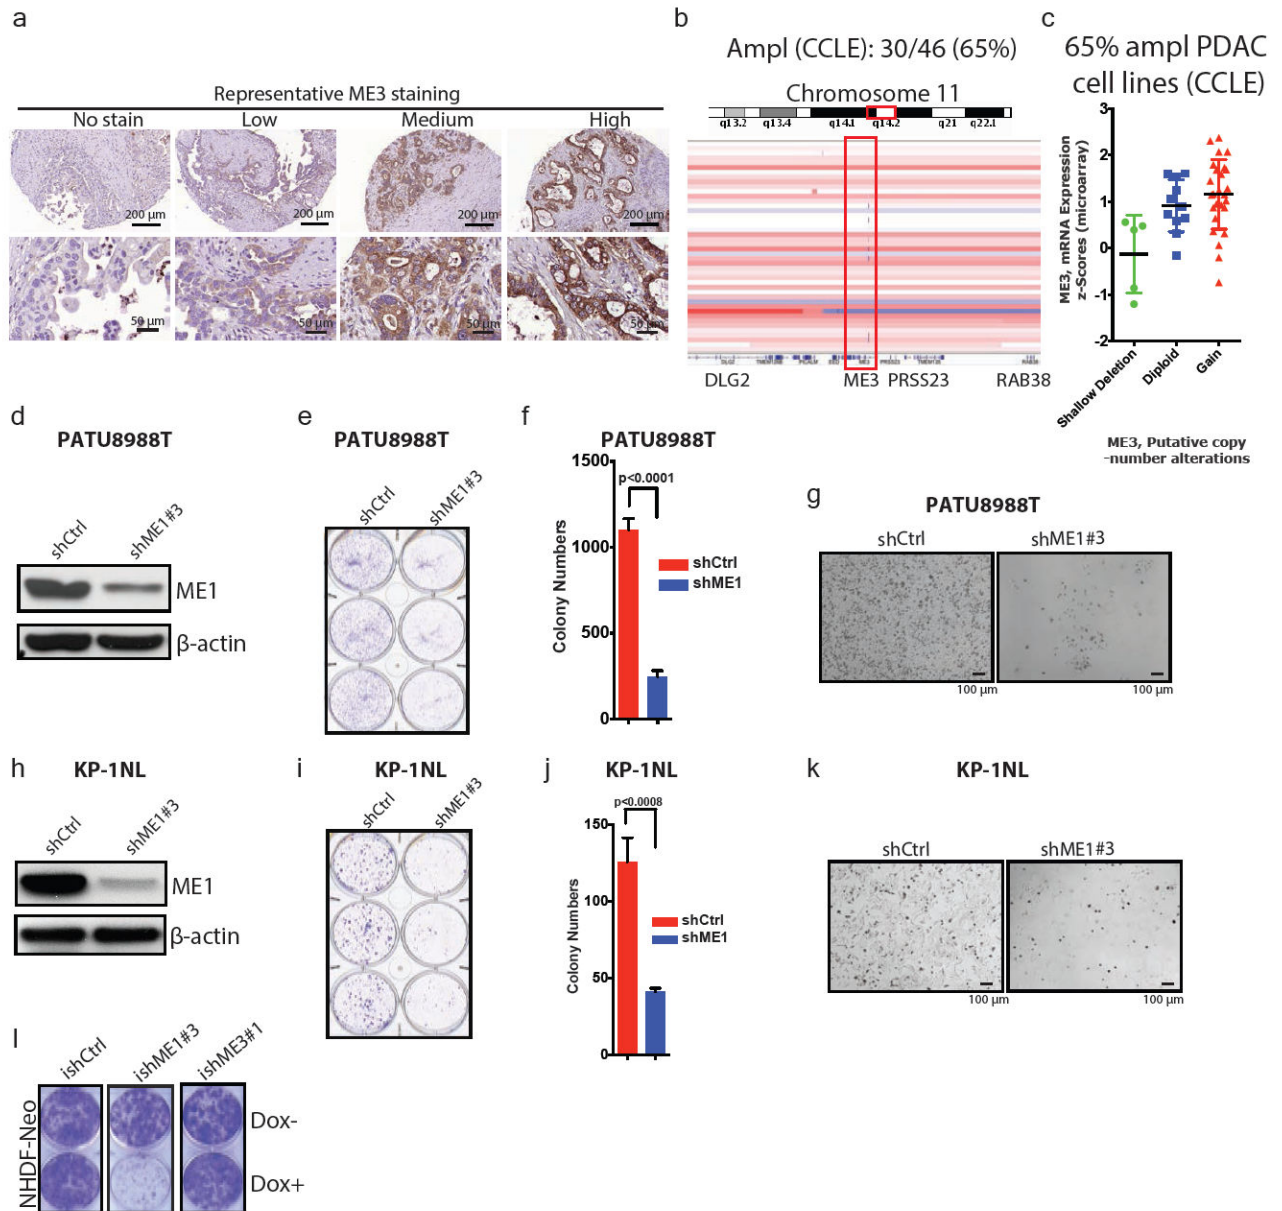 a
Representative ME3 staining
No stain
Low
Medium
High
200 µm
200 µm
200 µm
200 µm
50 µm
50 µm
50 µm
50 µm
b
Ampl (CCLE): 30/46 (65%)
Chromosome 11
q13.2 q13.4 q14.1 q14.2 q21 q22.1
DLG2 ME3 PRSS23 RAB38
c
65% ampl PDAC
cell lines (CCLE)
ME3, mRNA Expression
z-Scores (microarray)
3
2
1
0
-1
-2
Shallow Deletion
Diploid
Gain
ME3, Putative copy
-number alterations
d
PATU8988T
shCtrl
shME1#3
ME1
β-actin
e
PATU8988T
shCtrl
shME1#3
f
PATU8988T
1500
1000
500
0
Colony Numbers
p<0.0001
shCtrl
shME1
g
PATU8988T
shCtrl
shME1#3
100 µm
100 µm
h
KP-1NL
shCtrl
shME1#3
ME1
β-actin
i
KP-1NL
shCtrl
shME1#3
j
KP-1NL
p<0.0008
150
100
50
0
Colony Numbers
shCtrl
shME1
k
KP-1NL
shCtrl
shME1#3
100 µm
100 µm
l
ishCtrl
ishME1#3
ishME3#1
NHDF-Neo
Dox-
Dox+